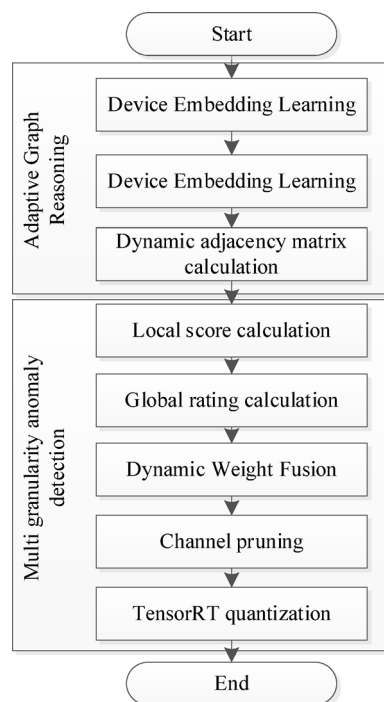 Start
Adaptive Graph
Reasoning
Device Embedding Learning
Device Embedding Learning
Dynamic adjacency matrix
calculation
Multi granularity anomaly
detection
Local score calculation
Global rating calculation
Dynamic Weight Fusion
Channel pruning
TensorRT quantization
End